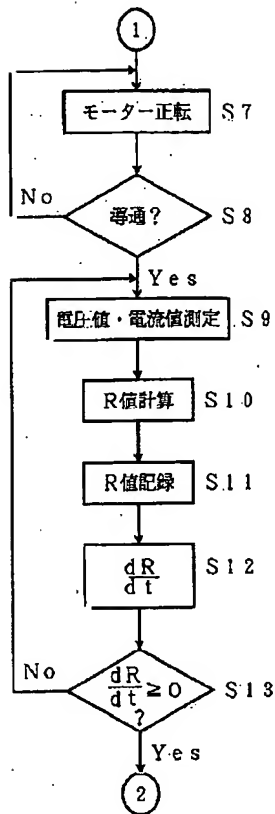 1
モーター正転 S7
No
導通? S8
Yes
電圧値・電流値測定 S9
R値計算 S10
R値記録 S11
dR
dt S12
No
dR
dt ≧0
? S13
Yes
2